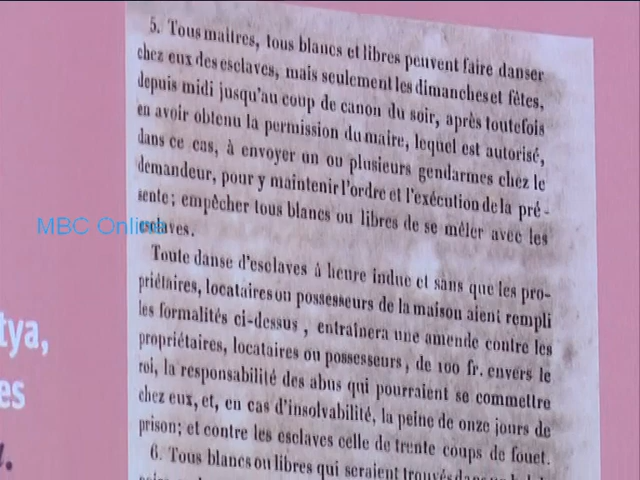 5. Tous maîtres, tous blancs et libres peuvent faire danser
chez eux des esclaves, mais seulement les dimanches et fêtes,
depuis midi jusqu'au coup de canon du soir, après toutefois
en avoir obtenu la permission du maire, lequel est autorisé,
dans ce cas, à envoyer un ou plusieurs gendarmes chez le
demandeur, pour y maintenir l'ordre et l'exécution de la pré-
sente; empêcher tous blancs ou libres de se mêler avec les
esclaves.
MBC Online
Toute danse d'esclaves à heure indue et sans que les pro-
priétaires, locataires ou possesseurs de la maison aient rempli
les formalités ci-dessus, entraînera une amende contre les
propriétaires, locataires ou possesseurs, de 100 fr. envers le
roi, la responsabilité des abus qui pourraient se commettre
chez eux, et, en cas d'insolvabilité, la peine de onze jours de
prison; et contre les esclaves celle de trente coups de fouet.
6. Tous blancs ou libres qui seraient trouvés dans un
tya,
es